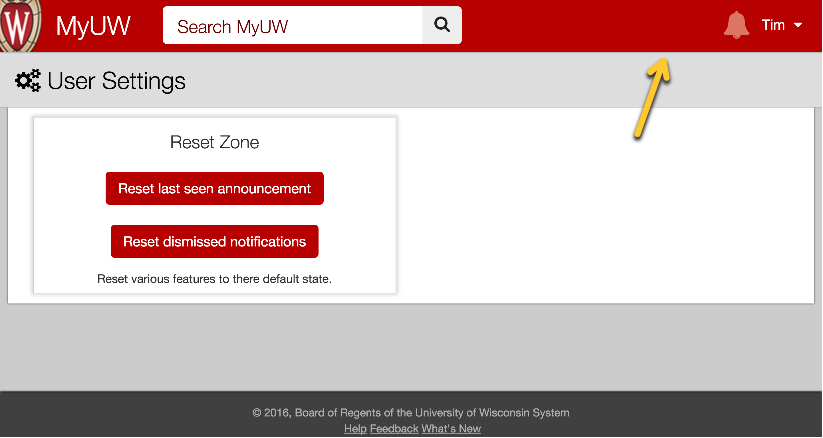 W
MyUW
Search MyUW
Tim
User Settings
Reset Zone
Reset last seen announcement
Reset dismissed notifications
Reset various features to there default state.
© 2016, Board of Regents of the University of Wisconsin System
Help Feedback What's New